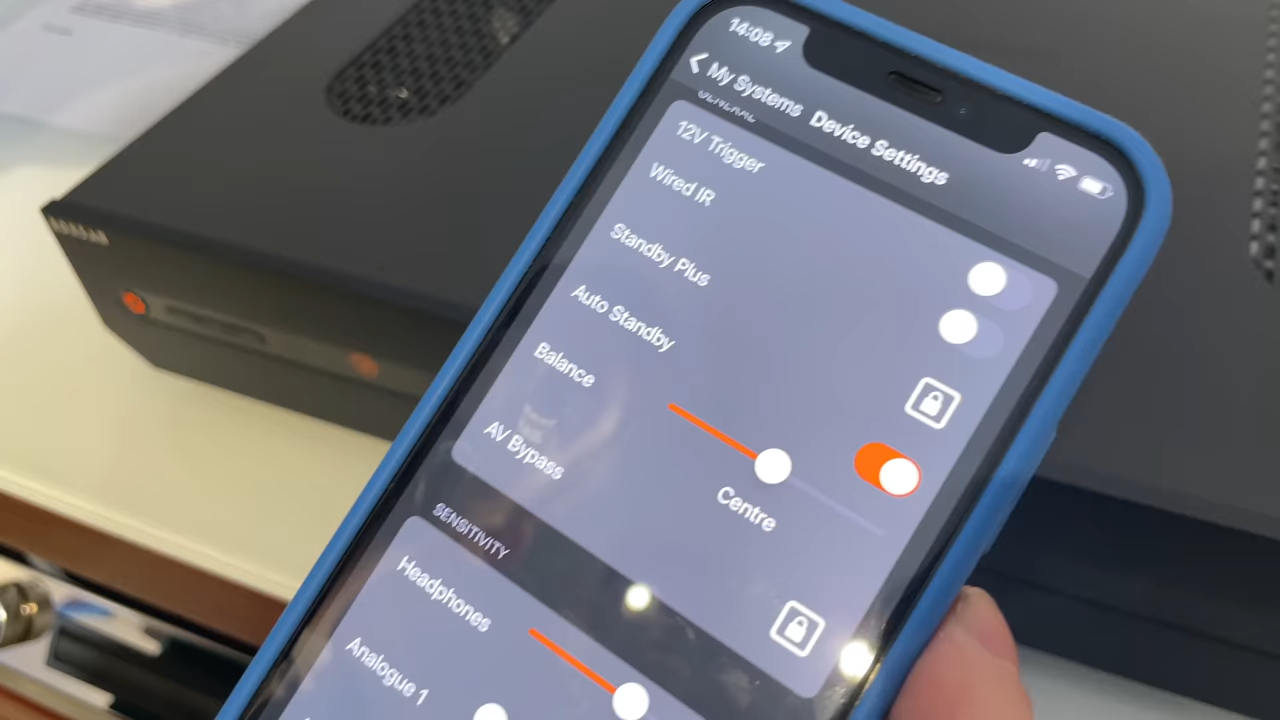 14:08
My Systems Device Settings
GENERAL
12V Trigger
Wired IR
Standby Plus
Auto Standby
Balance
Centre
AV Bypass
SENSITIVITY
Headphones
Analogue 1